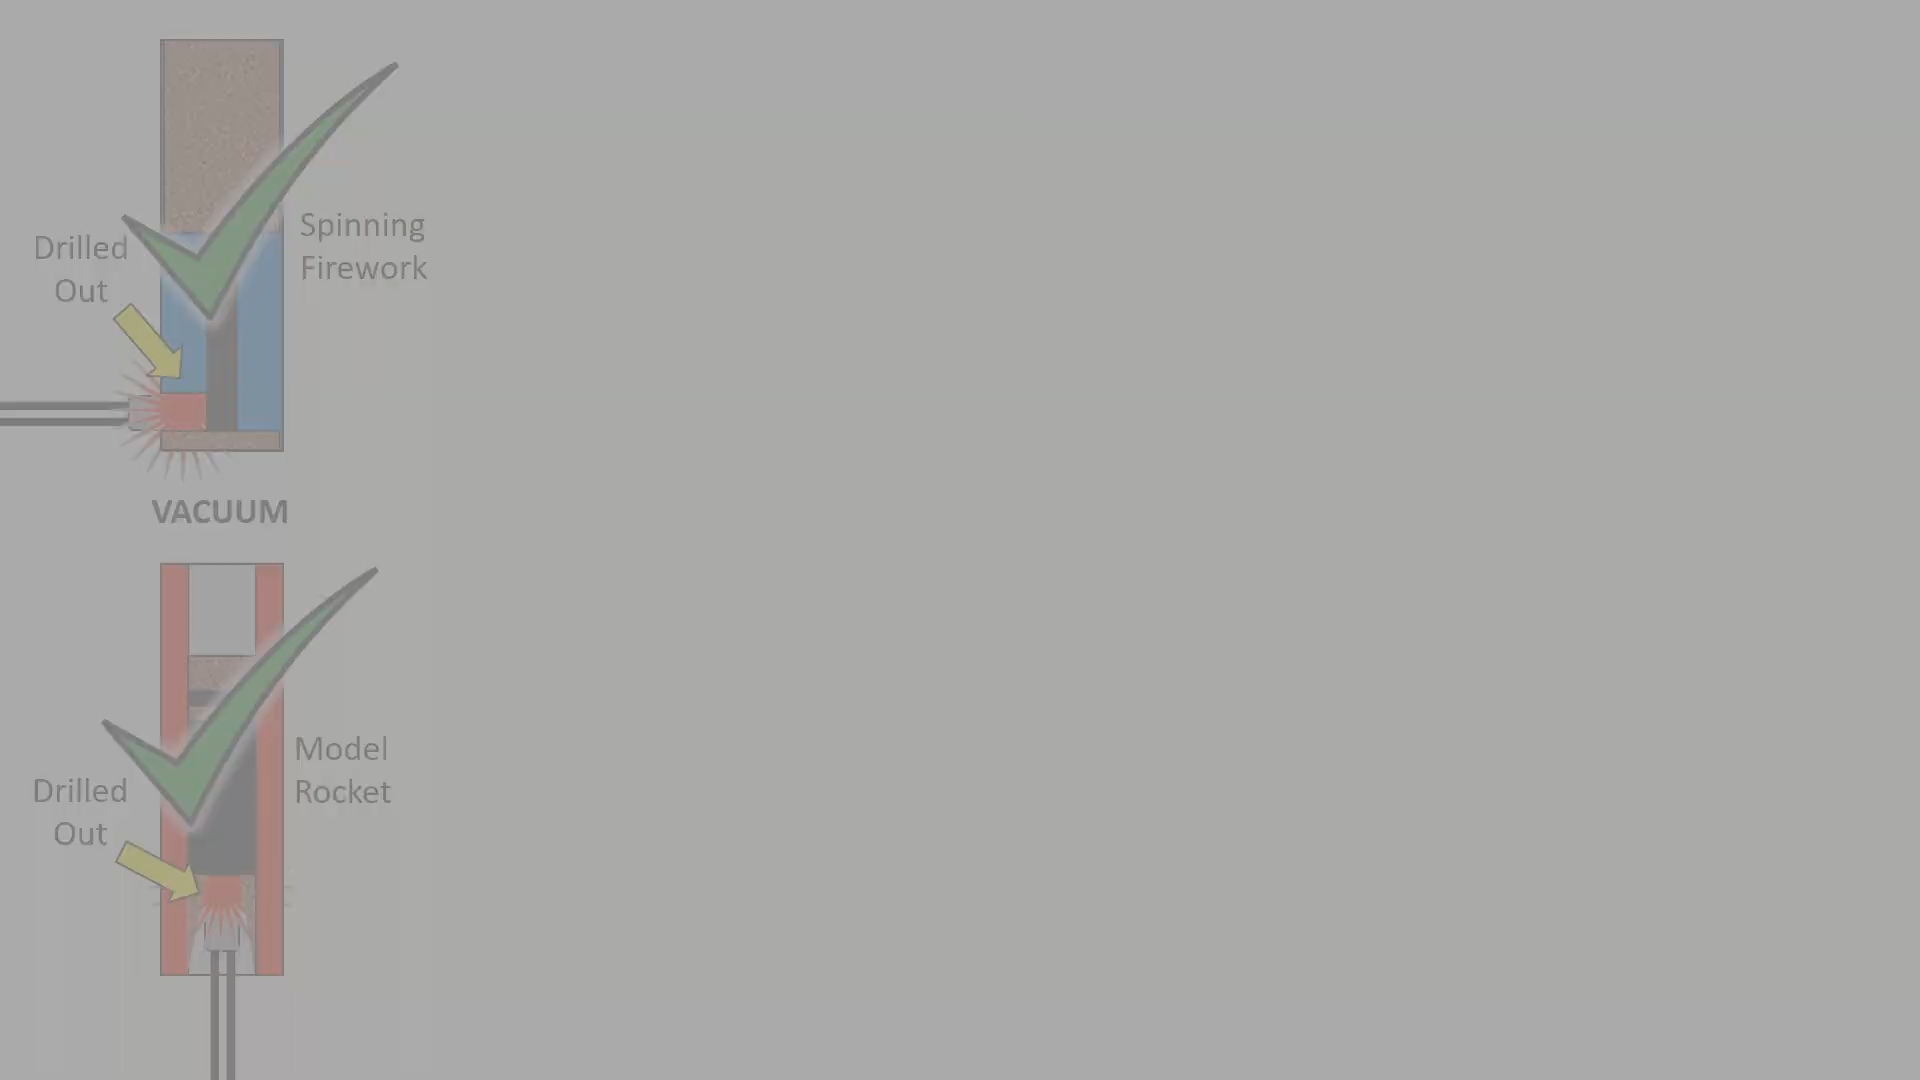 Spinning
Firework
Drilled
Out
VACUUM
Model
Rocket
Drilled
Out